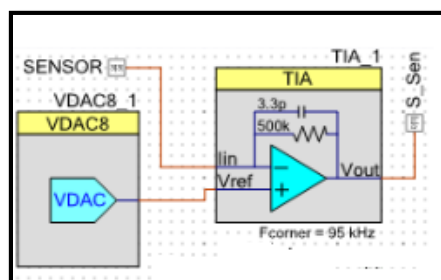 TIA_1
SENSOR
TIA
S_Sen
VDAC8_1
3.3p
VDAC8
500k
Iin
VDAC
Vref
Vout
Fcorner = 95 kHz